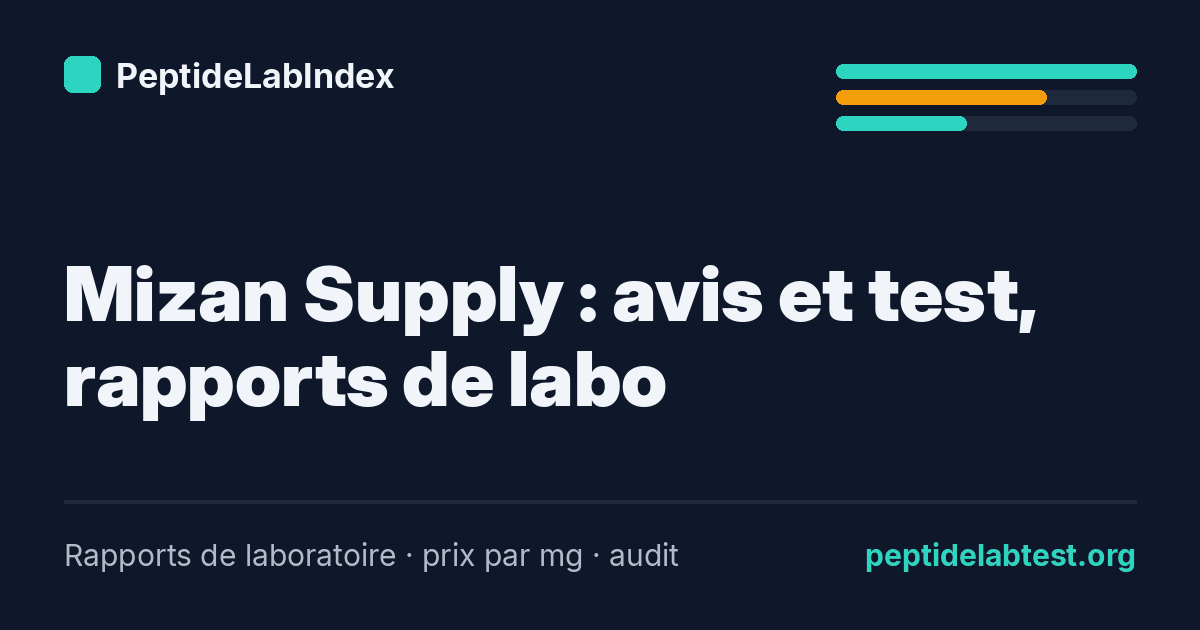 PeptideLabIndex
Mizan Supply : avis et test,
rapports de labo
Rapports de laboratoire · prix par mg · audit
peptidelabtest.org